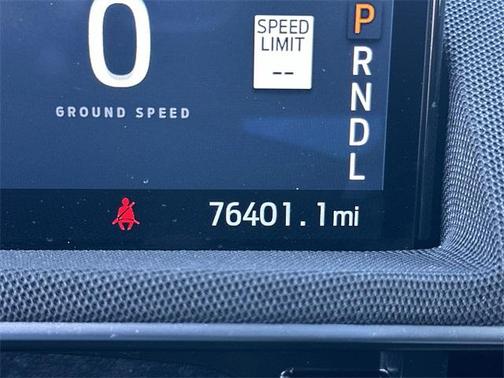 0
GROUND SPEED
SPEED
LIMIT
--
P
R
N
D
L
76401.1mi